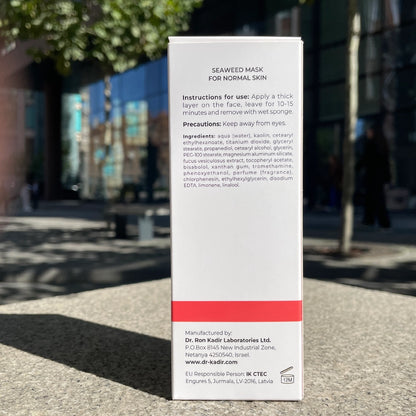 SEAWEED MASK
FOR NORMAL SKIN
Instructions for use: Apply a thick
layer on the face, leave for 10-15
minutes and remove with wet sponge.
Precautions: Keep away from eyes.
Ingredients: aqua (water), kaolin, cetearyl
ethylhexanoate, titanium dioxide, glyceryl
stearate, propanediol, cetearyl alcohol, glycerin,
PEG-100 stearate, magnesium aluminum silicate,
fucus vesiculosus extract, tocopheryl acetate,
bisabolol, xanthan gum, tromethamine,
phenoxyethanol, perfume (fragrance),
chlorphenesin, ethylhexylglycerin, disodium
EDTA, limonene, linalool.
Manufactured by:
Dr. Ron Kadir Laboratories Ltd.
P.O.Box 8145 New Industrial Zone,
Netanya 4250540, Israel.
www.dr-kadir.com
EU Responsible Person: IK CTEC
Engures 5, Jurmala, LV-2016, Latvia
12M